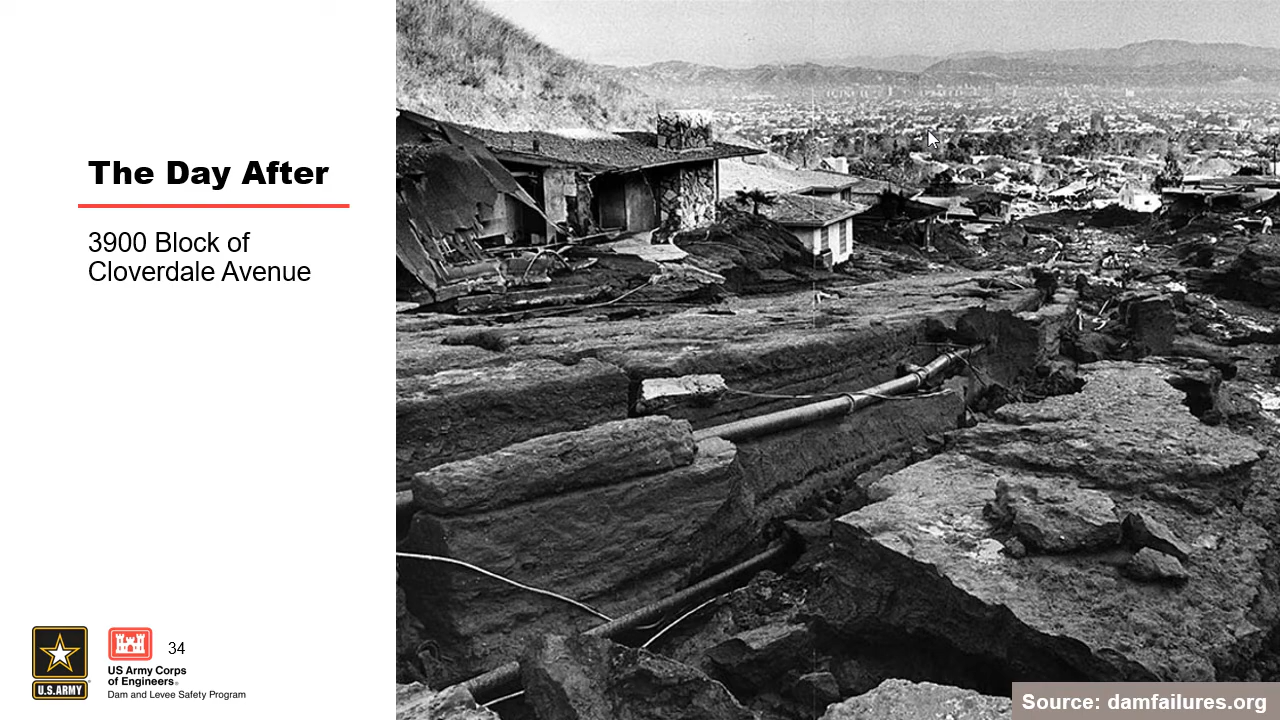 The Day After
3900 Block of
Cloverdale Avenue
34
US Army Corps
of Engineers®
U.S.ARMY
Dam and Levee Safety Program
Source: damfailures.org